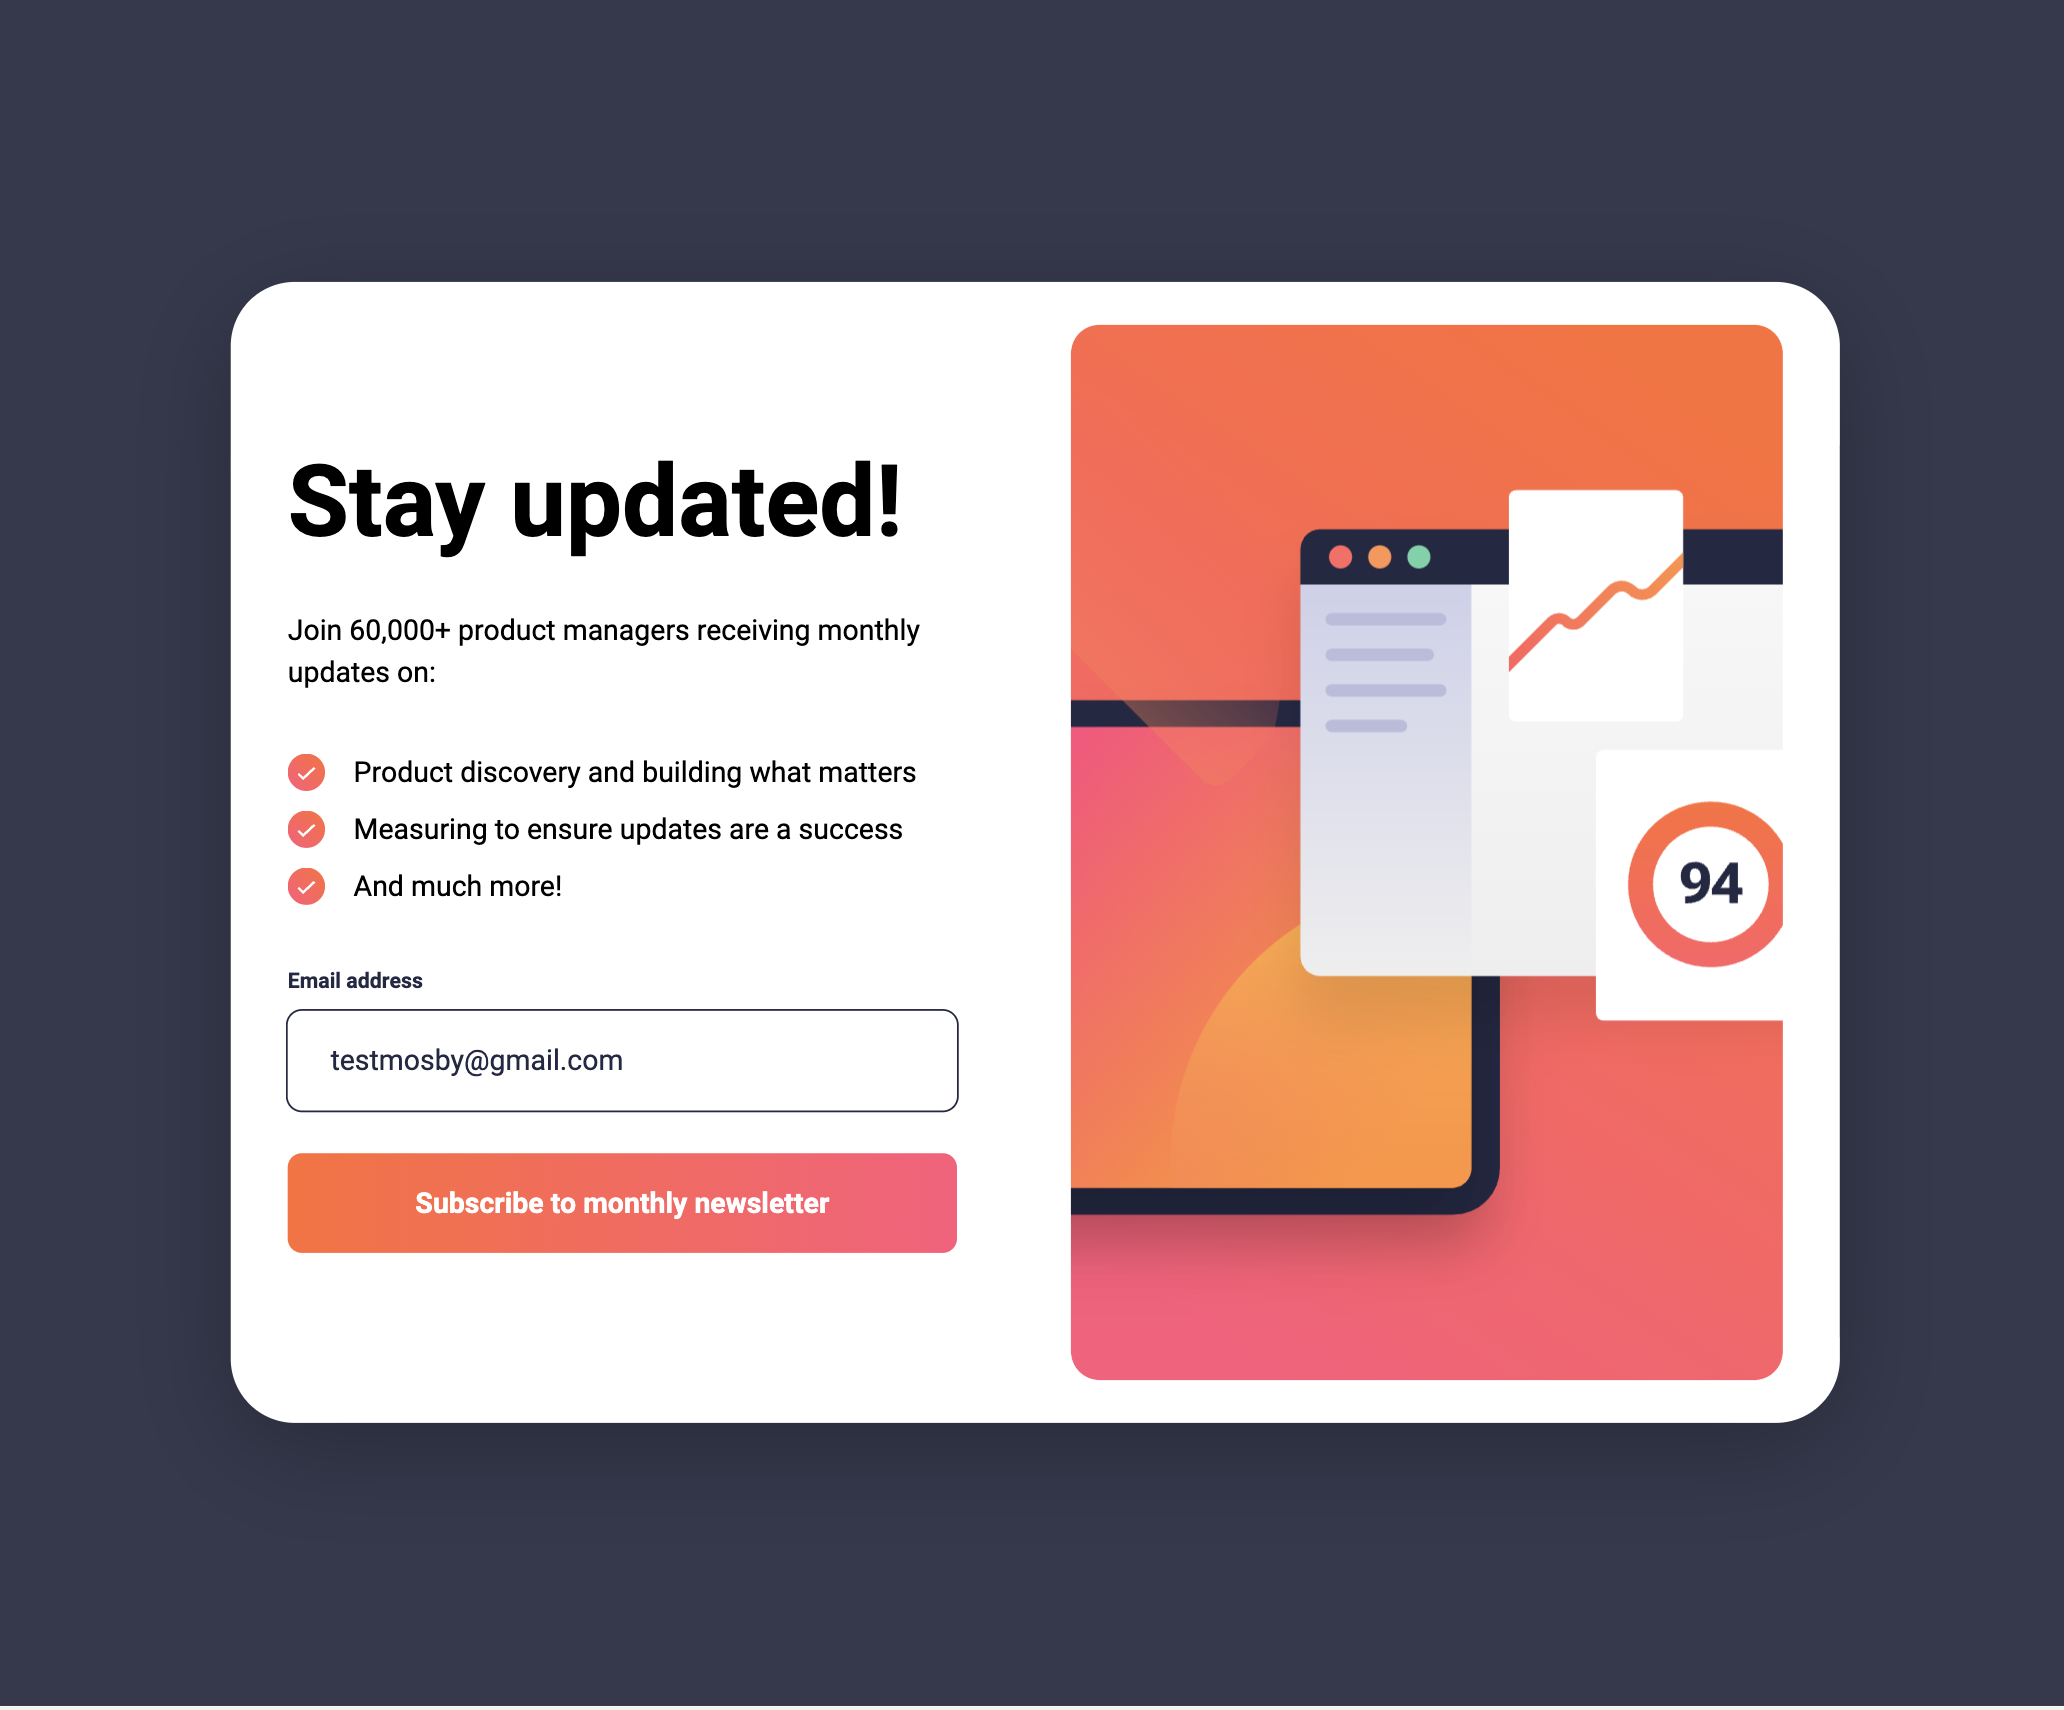 Stay updated!
Join 60,000+ product managers receiving monthly
updates on:
Product discovery and building what matters
Measuring to ensure updates are a success
And much more!
Email address
testmosby@gmail.com
Subscribe to monthly newsletter
94